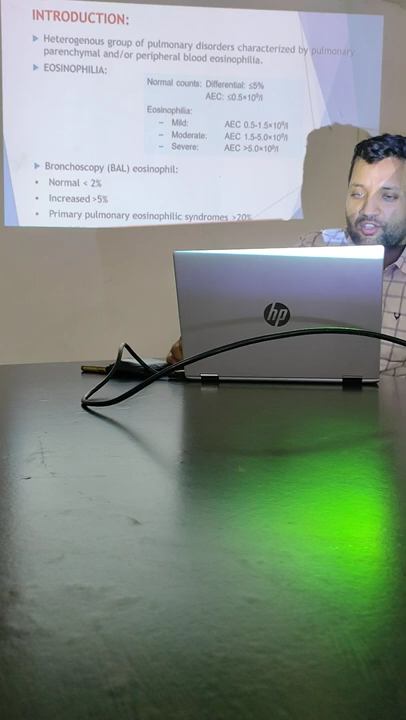 INTRODUCTION:
Heterogenous group of pulmonary disorders characterized by pulmonary
parenchymal and/or peripheral blood eosinophilia.
EOSINOPHILIA:
Normal counts: Differential: ≤5%
AEC: ≤0.5×10⁹/l
Eosinophilia:
– Mild: AEC 0.5-1.5×10⁹/l
– Moderate: AEC 1.5-5.0×10⁹/l
– Severe: AEC >5.0×10⁹/l
Bronchoscopy (BAL) eosinophil:
• Normal < 2%
• Increased >5%
• Primary pulmonary eosinophilic syndromes >20%
hp